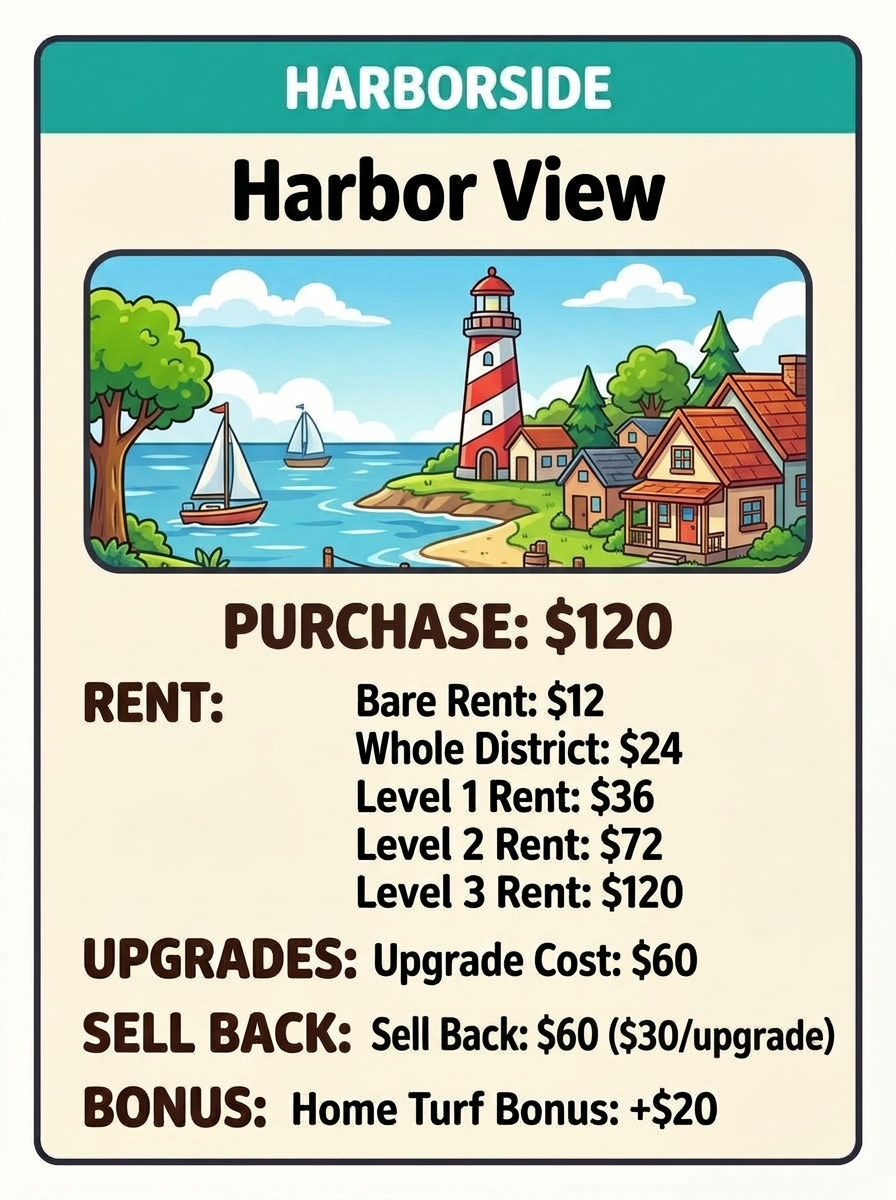 HARBORSIDE
Harbor View
PURCHASE: $120
RENT: Bare Rent: $12
Whole District: $24
Level 1 Rent: $36
Level 2 Rent: $72
Level 3 Rent: $120
UPGRADES: Upgrade Cost: $60
SELL BACK: Sell Back: $60 ($30/upgrade)
BONUS: Home Turf Bonus: +$20